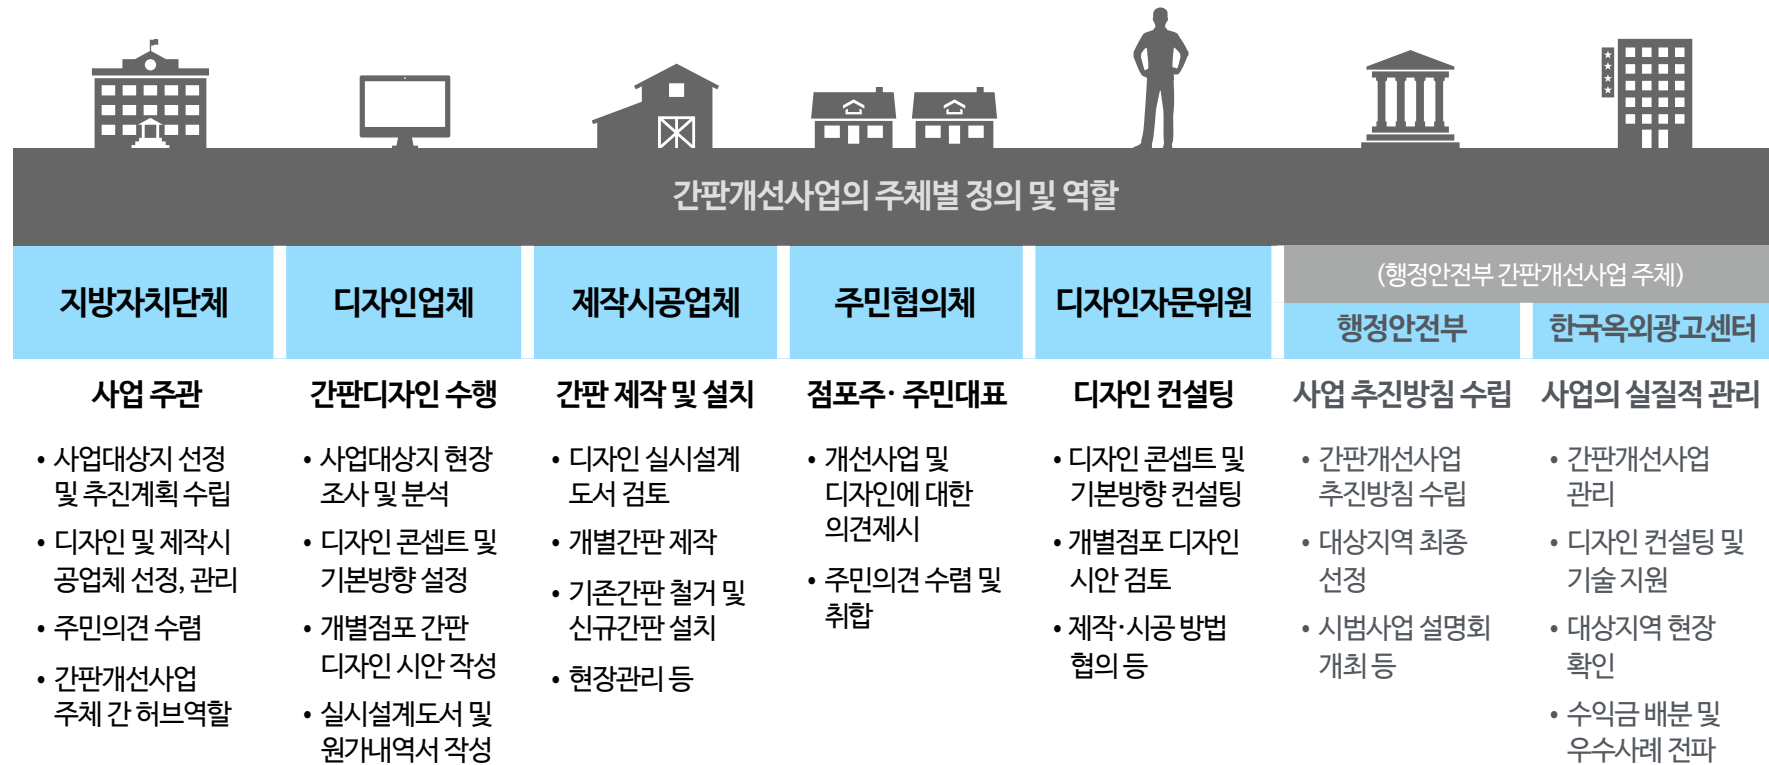 간판개선사업의 주체별 정의 및 역할
지방자치단체
사업 주관
• 사업대상지 선정
및 추진계획 수립
• 디자인 및 제작시
공업체 선정, 관리
• 주민의견 수렴
• 간판개선사업
주체 간 허브역할
디자인업체
간판디자인 수행
• 사업대상지 현장
조사 및 분석
• 디자인 콘셉트 및
기본방향 설정
• 개별점포 간판
디자인 시안 작성
• 실시설계도서 및
원가내역서 작성
제작시공업체
간판 제작 및 설치
• 디자인 실시설계
도서 검토
• 개별간판 제작
• 기존간판 철거 및
신규간판 설치
• 현장관리 등
주민협의체
점포주· 주민대표
• 개선사업 및
디자인에 대한
의견제시
• 주민의견 수렴 및
취합
디자인자문위원
디자인 컨설팅
• 디자인 콘셉트 및
기본방향 컨설팅
• 개별점포 디자인
시안 검토
• 제작·시공 방법
협의 등
(행정안전부 간판개선사업 주체)
행정안전부
사업 추진방침 수립
• 간판개선사업
추진방침 수립
• 대상지역 최종
선정
• 시범사업 설명회
개최 등
한국옥외광고센터
사업의 실질적 관리
• 간판개선사업
관리
• 디자인 컨설팅 및
기술 지원
• 대상지역 현장
확인
• 수익금 배분 및
우수사례 전파